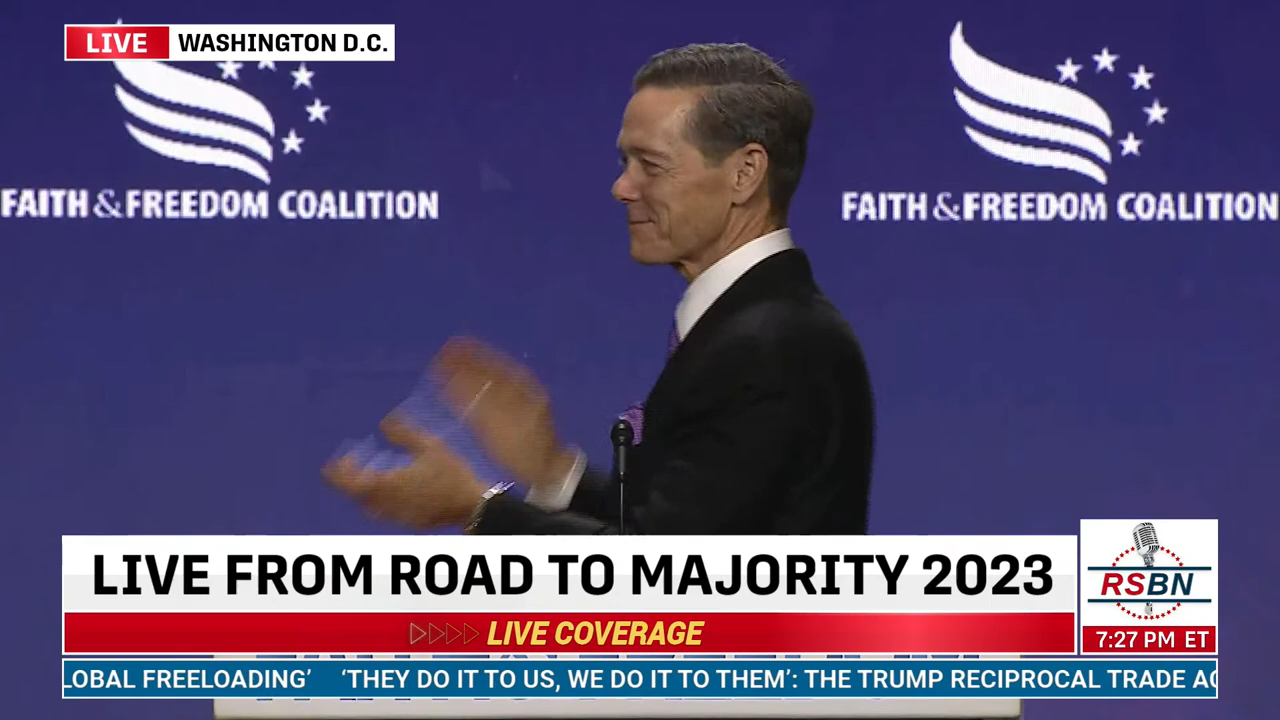 LIVE WASHINGTON D.C.
FAITH & FREEDOM COALITION
FAITH & FREEDOM COALITION
LIVE FROM ROAD TO MAJORITY 2023
LIVE COVERAGE
RSBN
7:27 PM ET
LOBAL FREELOADING’ ‘THEY DO IT TO US, WE DO IT TO THEM’: THE TRUMP RECIPROCAL TRADE AC